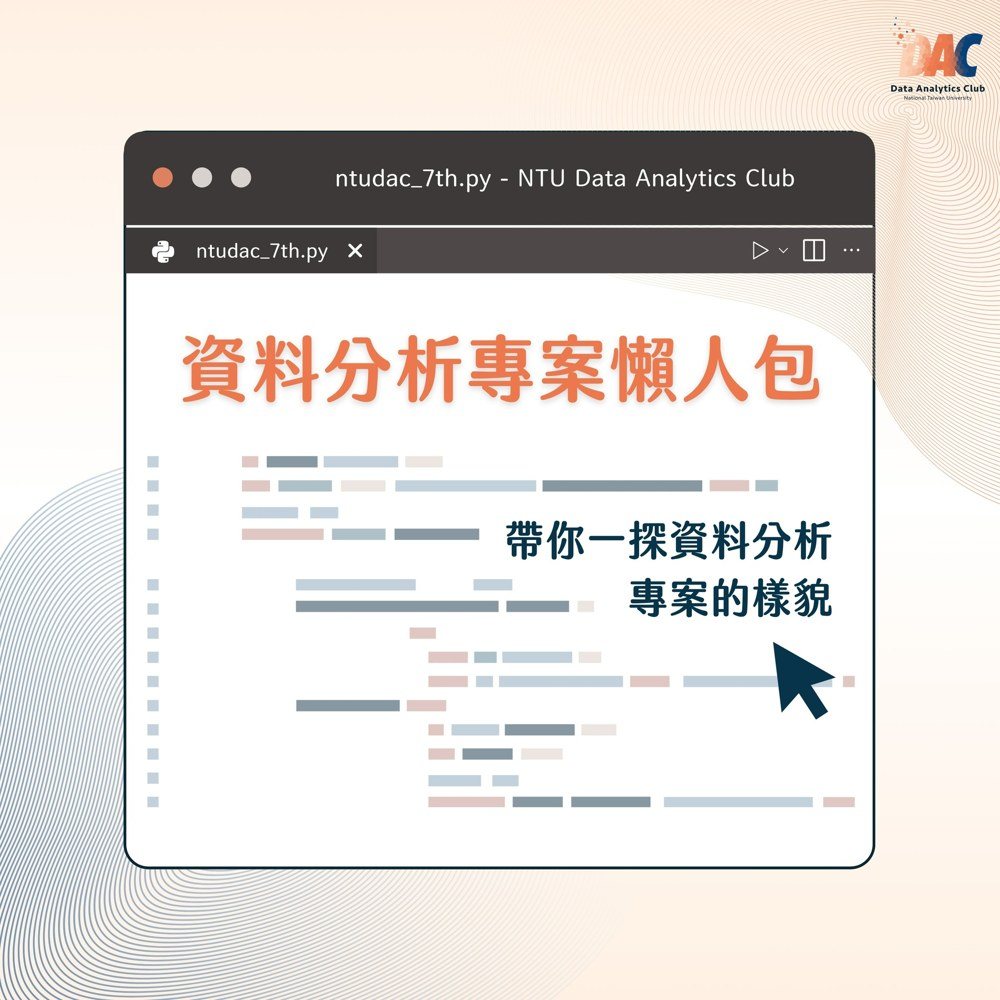 DAC
Data Analytics Club
National Taiwan University
ntudac_7th.py - NTU Data Analytics Club
ntudac_7th.py
資料分析專案懶人包
帶你一探資料分析
專案的樣貌